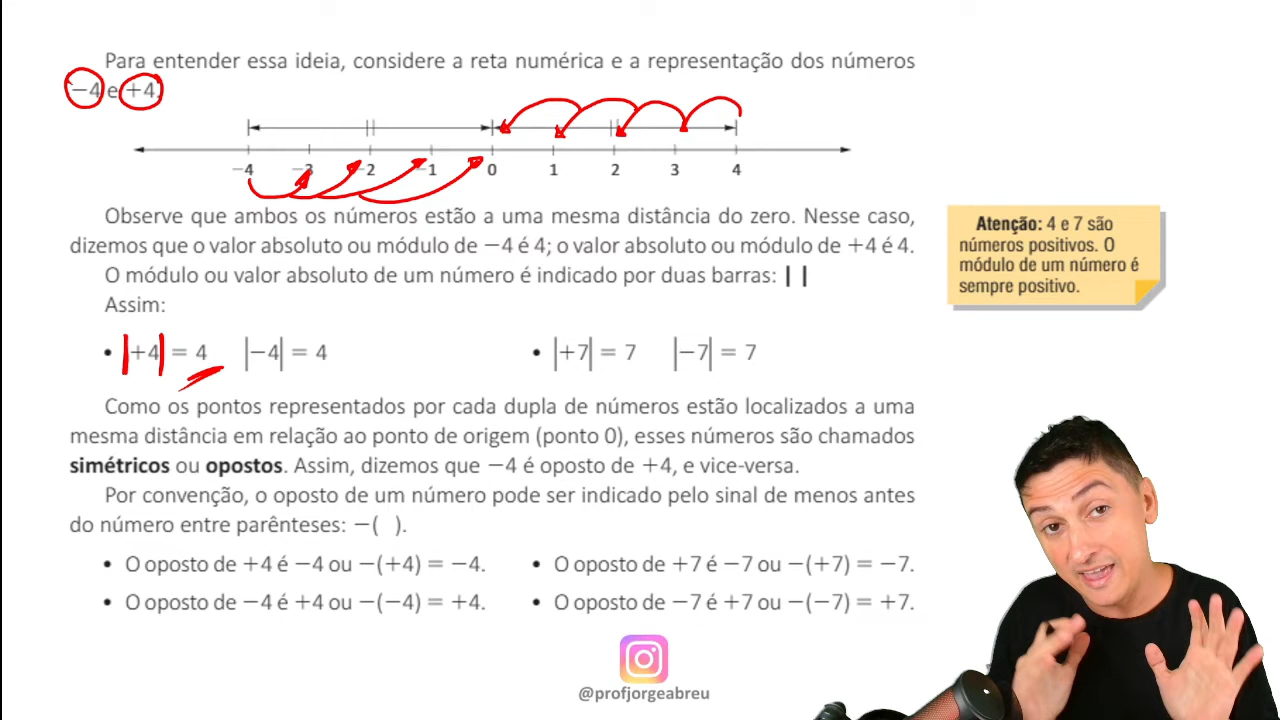 Para entender essa ideia, considere a reta numérica e a representação dos números
−4 e +4.
−4 −3 −2 −1 0 1 2 3 4
Observe que ambos os números estão a uma mesma distância do zero. Nesse caso,
dizemos que o valor absoluto ou módulo de −4 é 4; o valor absoluto ou módulo de +4 é 4.
O módulo ou valor absoluto de um número é indicado por duas barras: | |
Assim:
• |+4| = 4 |−4| = 4 • |+7| = 7 |−7| = 7
Como os pontos representados por cada dupla de números estão localizados a uma
mesma distância em relação ao ponto de origem (ponto 0), esses números são chamados
simétricos ou opostos. Assim, dizemos que −4 é oposto de +4, e vice-versa.
Por convenção, o oposto de um número pode ser indicado pelo sinal de menos antes
do número entre parênteses: −( ).
• O oposto de +4 é −4 ou −(+4) = −4. • O oposto de +7 é −7 ou −(+7) = −7.
• O oposto de −4 é +4 ou −(−4) = +4. • O oposto de −7 é +7 ou −(−7) = +7.
Atenção: 4 e 7 são
números positivos. O
módulo de um número é
sempre positivo.
@profjorgeabreu